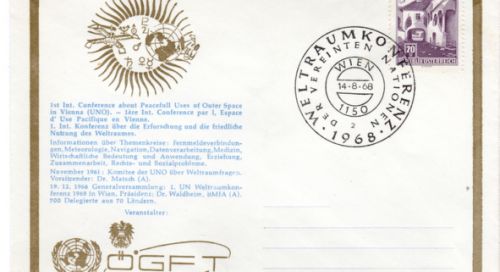 1st Int. Conference about Peacefull Uses of Outer Space
in Vienna (UNO). — 1ère Int. Conference par l, Espace
d' Use Pacifique en Vienne.
1. Int. Konferenz über die Erforschung und die friedliche
Nutzung des Weltraumes.
Informationen über Themenkreise: Fernmeldeverbindun-
gen, Meteorologie, Navigation, Datenverarbeitung, Medizin,
Wirtschaftliche Bedeutung und Anwendung, Erziehung,
Zusammenarbeit, Rechts- und Sozialprobleme.
November 1961: Komitee der UNO über Weltraumfragen.
Vorsitzender: Dr. Matsch (A).
19. 12. 1966 Generalversammlung: 1. UN Weltraumkon-
ferenz 1968 in Wien, Präsident: Dr. Waldheim, BMfA (A).
700 Delegierte aus 70 Ländern.
Veranstalter:
ÖGFT
WELTRAUMKONFERENZ
DER VEREINTEN NATIONEN
WIEN
14-8-68
1150
2
1968
70
REPUBLIK ÖSTERREICH